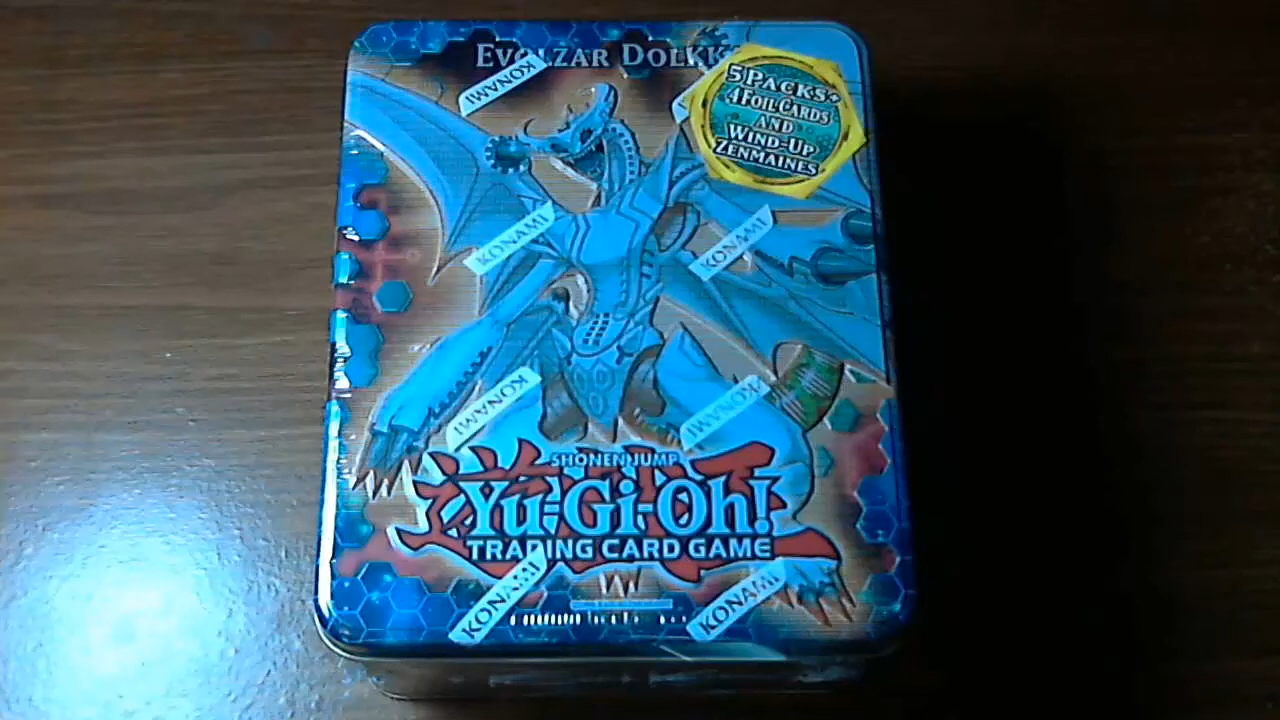 EVOLZAR DOLKK
5 PACKS+
4 FOIL CARDS
AND
WIND-UP
ZENMAINES
KONAMI
KONAMI
KONAMI
KONAMI
KONAMI
SHONEN JUMP
YU-GI-OH!
TRADING CARD GAME
KONAMI
KONAMI